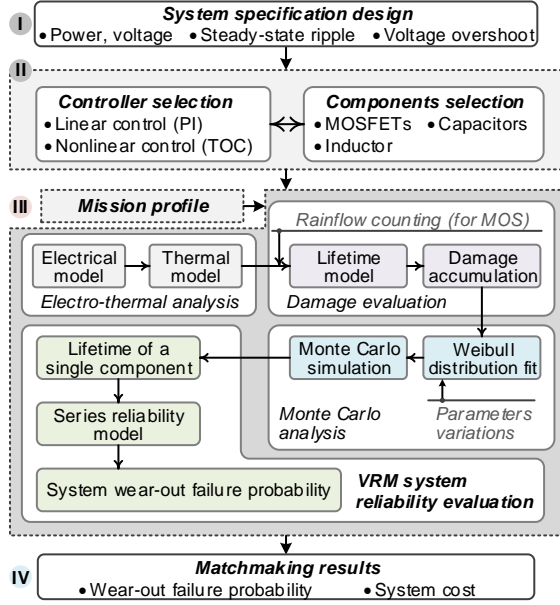 I
System specification design
• Power, voltage • Steady-state ripple • Voltage overshoot
II
Controller selection
• Linear control (PI)
• Nonlinear control (TOC)
Components selection
• MOSFETs • Capacitors
• Inductor
III
Mission profile
Rainflow counting (for MOS)
Electrical
model
Thermal
model
Electro-thermal analysis
Lifetime
model
Damage
accumulation
Damage evaluation
Lifetime of a
single component
Monte Carlo
simulation
Weibull
distribution fit
Series reliability
model
Monte Carlo
analysis
Parameters
variations
System wear-out failure probability
VRM system
reliability evaluation
IV
Matchmaking results
• Wear-out failure probability • System cost